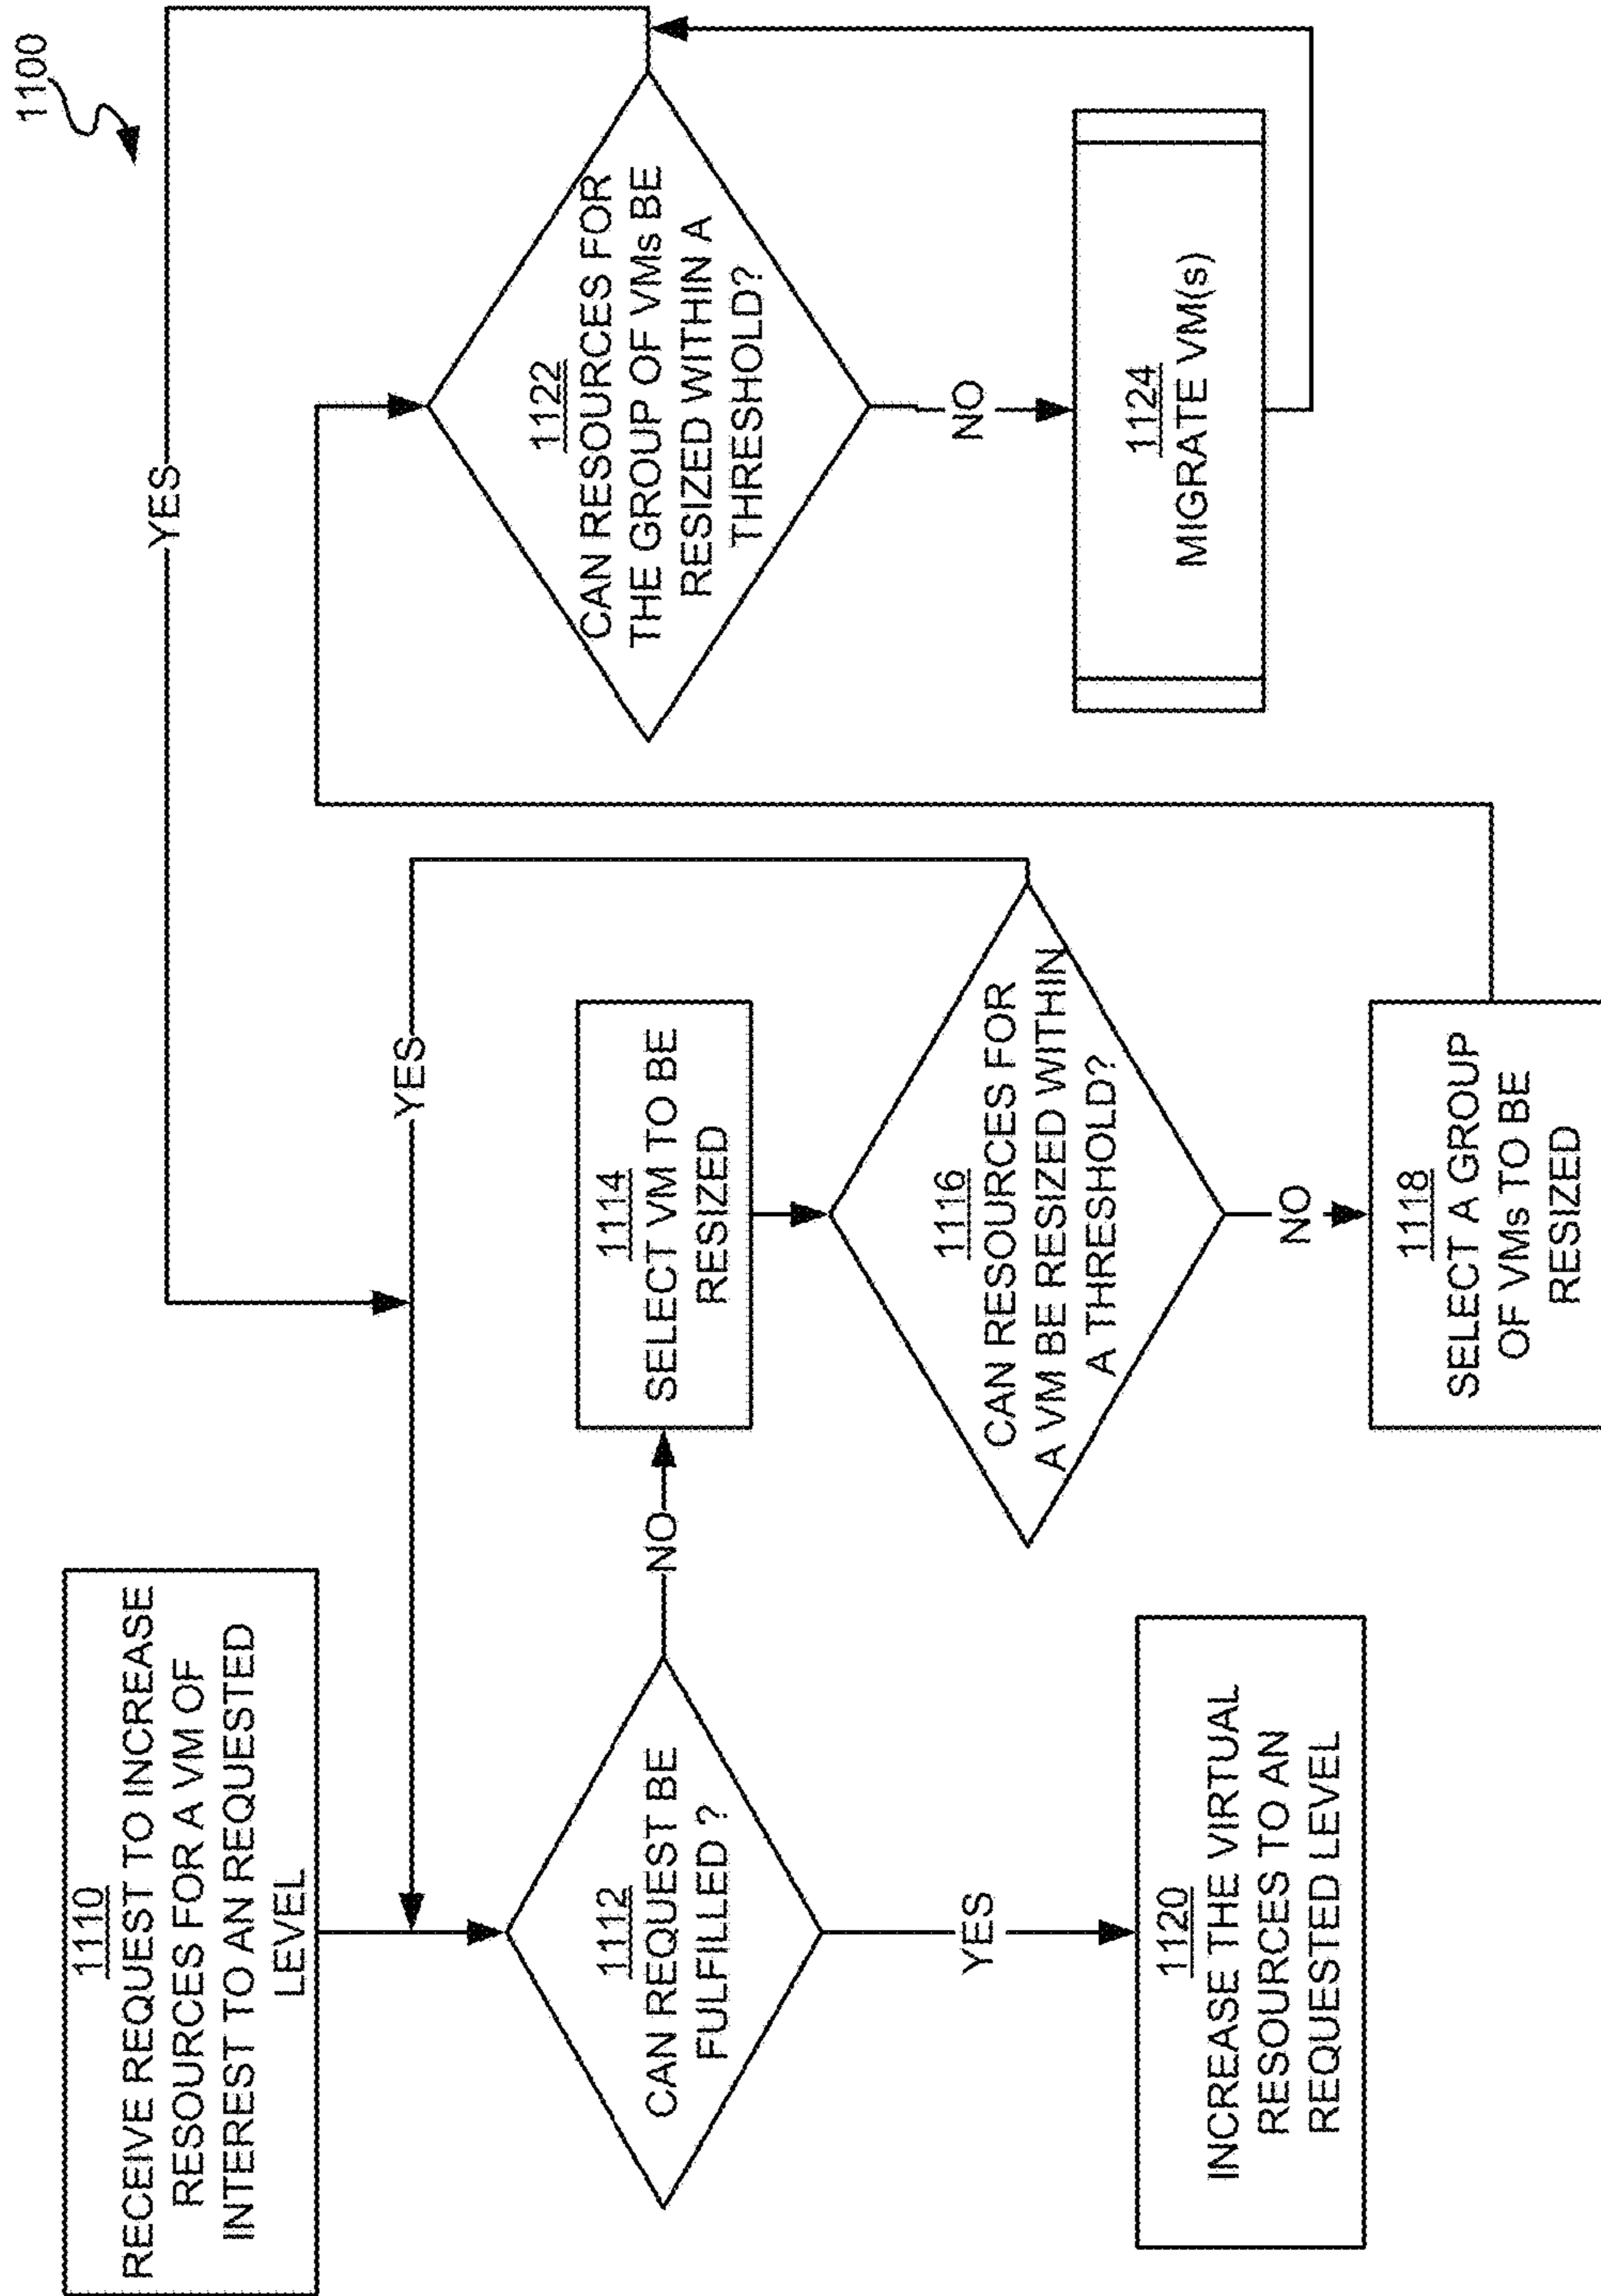 1100
1110
RECEIVE REQUEST TO INCREASE
RESOURCES FOR A VM OF
INTEREST TO AN REQUESTED
LEVEL
1112
CAN REQUEST BE
FULFILLED ?
NO
YES
1120
INCREASE THE VIRTUAL
RESOURCES TO AN
REQUESTED LEVEL
1114
SELECT VM TO BE
RESIZED
1116
CAN RESOURCES FOR
A VM BE RESIZED WITHIN
A THRESHOLD?
YES
NO
1118
SELECT A GROUP
OF VMs TO BE
RESIZED
1122
CAN RESOURCES FOR
THE GROUP OF VMs BE
RESIZED WITHIN A
THRESHOLD?
YES
NO
1124
MIGRATE VM(s)